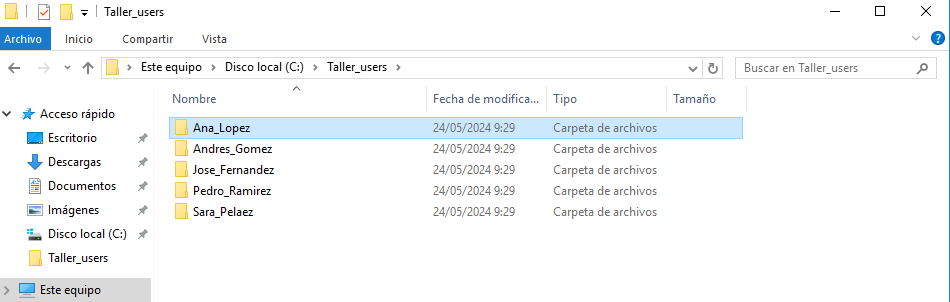 Taller_users
Archivo Inicio Compartir Vista
Este equipo Disco local (C:) Taller_users
Buscar en Taller_users
Nombre Fecha de modifica... Tipo Tamaño
Acceso rápido
Escritorio
Descargas
Documentos
Imágenes
Disco local (C:)
Taller_users
Este equipo
Ana_Lopez 24/05/2024 9:29 Carpeta de archivos
Andres_Gomez 24/05/2024 9:29 Carpeta de archivos
Jose_Fernandez 24/05/2024 9:29 Carpeta de archivos
Pedro_Ramirez 24/05/2024 9:29 Carpeta de archivos
Sara_Pelaez 24/05/2024 9:29 Carpeta de archivos